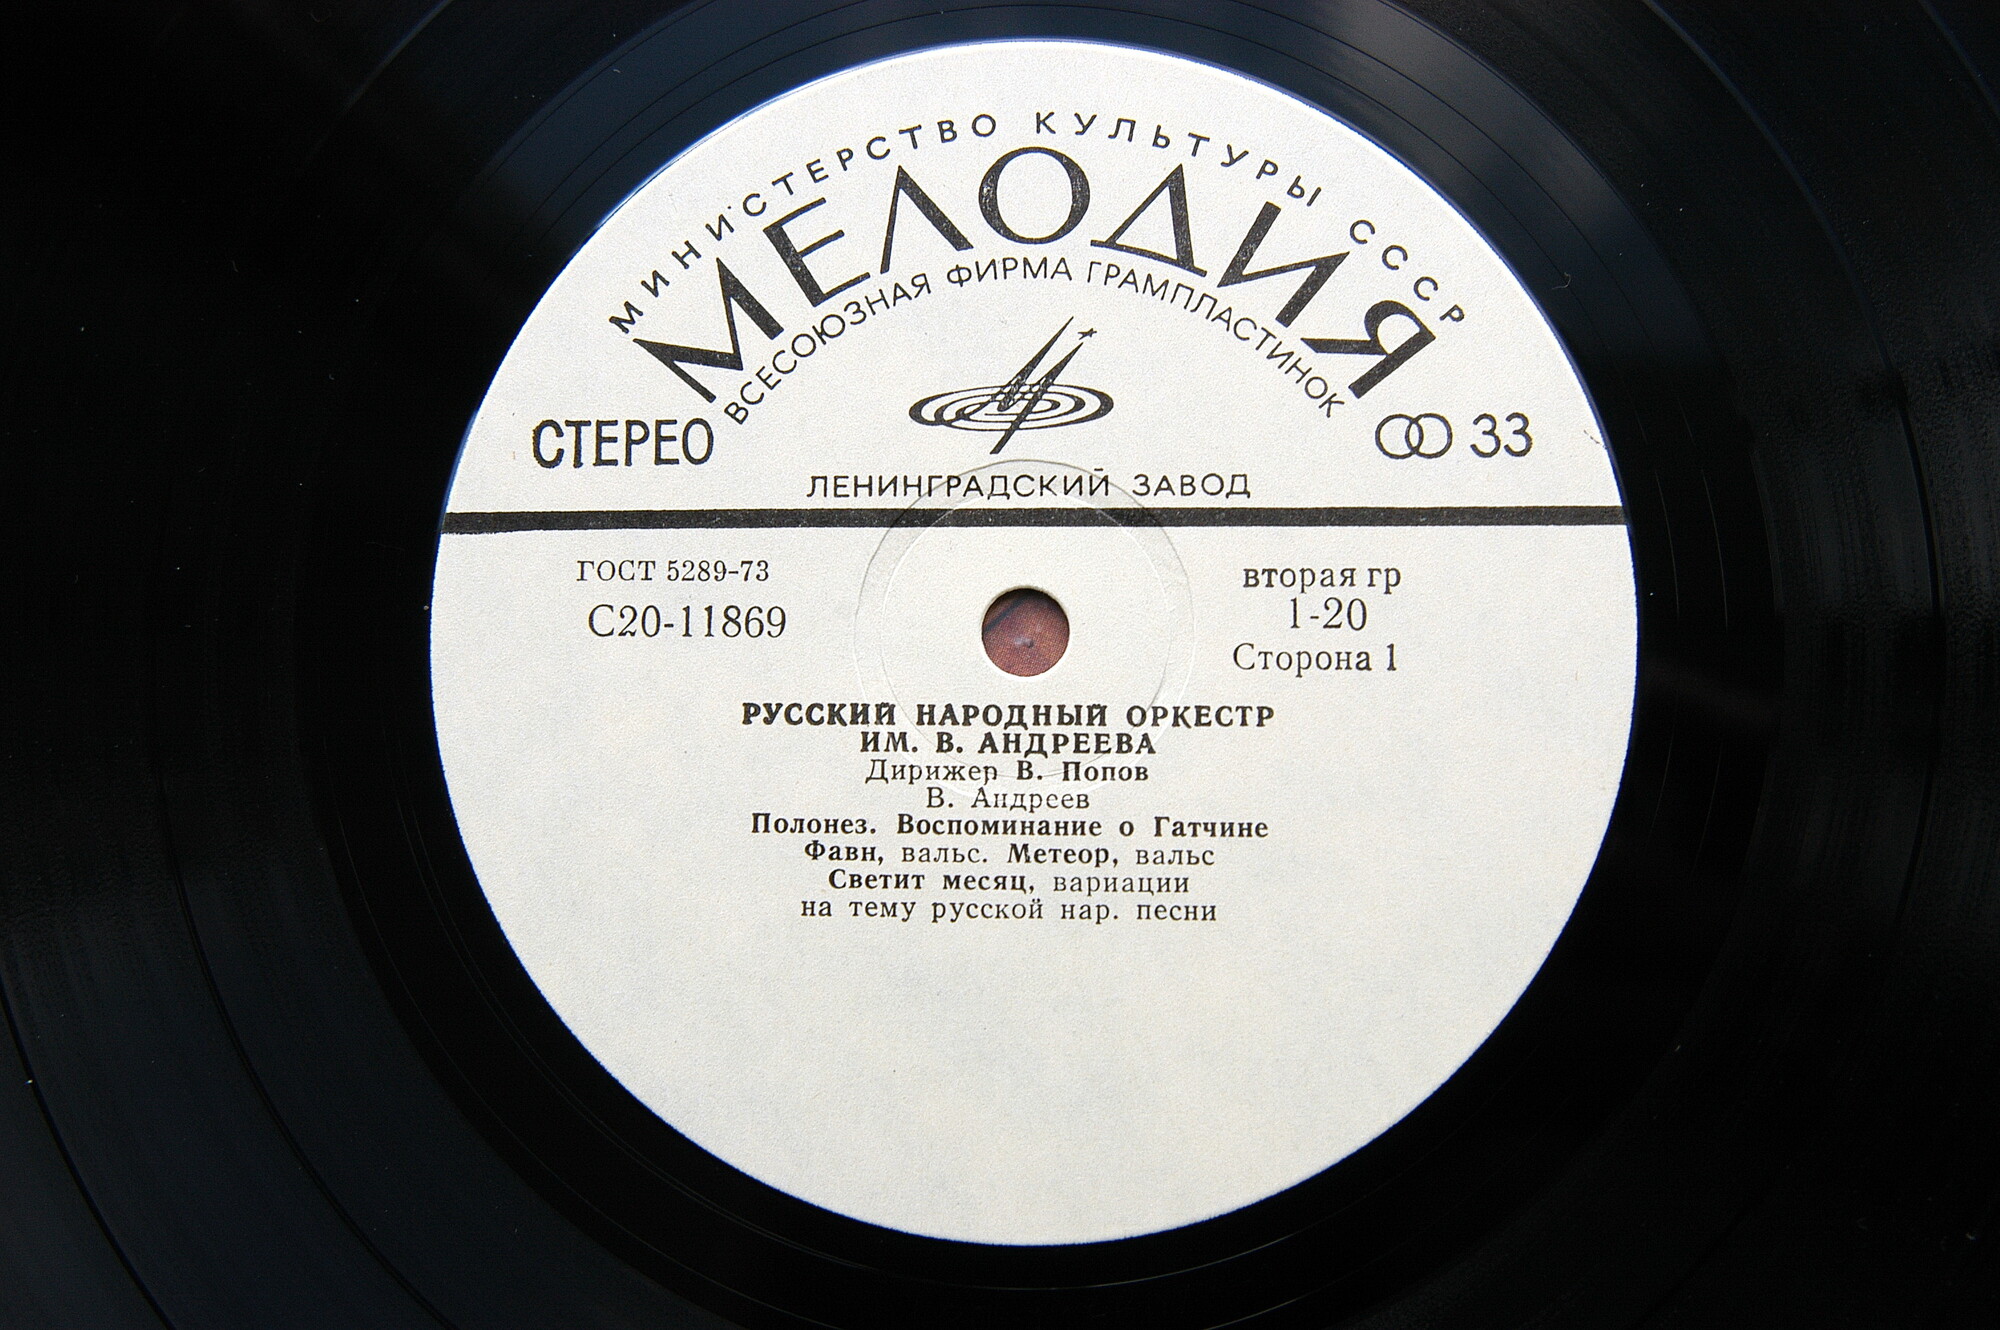 МИНИСТЕРСТВО КУЛЬТУРЫ СССР
МЕЛОДИЯ
ВСЕСОЮЗНАЯ ФИРМА ГРАМПЛАСТИНОК
СТЕРЕО
33
ЛЕНИНГРАДСКИЙ ЗАВОД
ГОСТ 5289-73
С20-11869
вторая гр
1-20
Сторона 1
РУССКИЙ НАРОДНЫЙ ОРКЕСТР
ИМ. В. АНДРЕЕВА
Дирижер В. Попов
В. Андреев
Полонез. Воспоминание о Гатчине
Фавн, вальс. Метеор, вальс
Светит месяц, вариации
на тему русской нар. песни